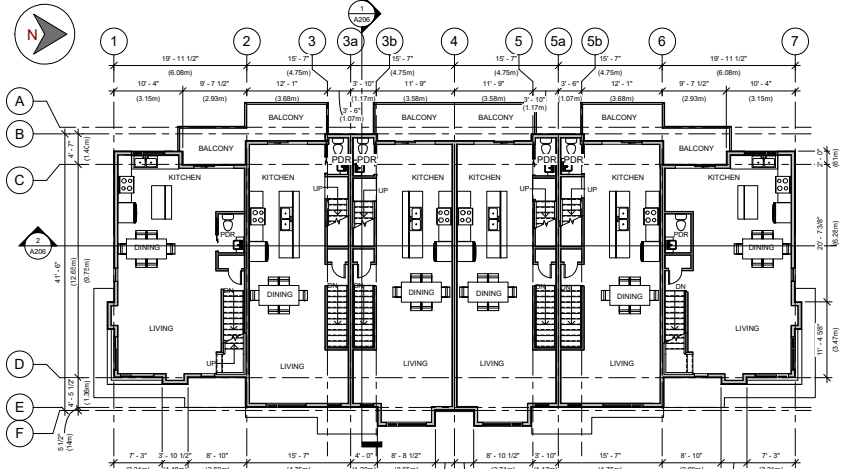 N
1
2
3
3a
3b
4
5
5a
5b
6
7
1
A206
19' - 11 1/2"
15' - 7"
15' - 7"
15' - 7"
15' - 7"
19' - 11 1/2"
(6.08m)
(4.75m)
(4.75m)
(4.75m)
(4.75m)
(6.08m)
10' - 4"
9' - 7 1/2"
12' - 1"
3' - 10"
11' - 9"
11' - 9"
3' - 6"
12' - 1"
9' - 7 1/2"
10' - 4"
(3.15m)
(2.93m)
(3.68m)
(1.17m)
(3.58m)
(3.58m)
(1.07m)
(3.68m)
(2.93m)
(3.15m)
3' - 6"
(1.07m)
3' - 10"
(1.17m)
A
B
C
D
E
F
BALCONY
BALCONY
BALCONY
BALCONY
BALCONY
BALCONY
4' - 7"
(1.40m)
2' - 0"
(61m)
PDR
PDR
PDR
PDR
KITCHEN
KITCHEN
KITCHEN
KITCHEN
KITCHEN
KITCHEN
UP
UP
UP
UP
PDR
PDR
2
A206
DINING
DINING
41' - 6"
(12.65m)
(9.75m)
20' - 7 3/8"
(6.28m)
DN
DN
DN
DN
DN
DN
DINING
DINING
DINING
DINING
LIVING
LIVING
UP
11' - 4 5/8"
(3.47m)
LIVING
LIVING
LIVING
LIVING
4' - 5 1/2"
(1.36m)
5 1/2"
(14m)
7' - 3"
3' - 10 1/2"
8' - 10"
15' - 7"
4' - 0"
8' - 8 1/2"
8' - 10 1/2"
3' - 10"
15' - 7"
8' - 10"
7' - 3"